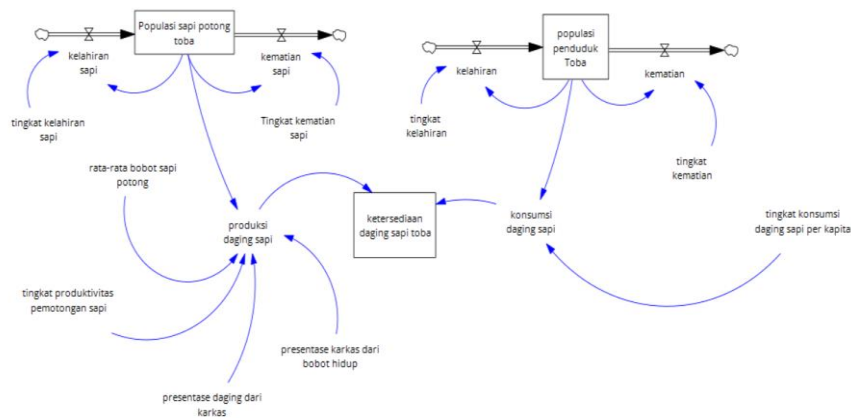 Populasi sapi potong
toba
kelahiran
sapi
kematian
sapi
tingkat kelahiran
sapi
Tingkat kematian
sapi
populasi
penduduk
Toba
kelahiran
kematian
tingkat
kelahiran
tingkat
kematian
rata-rata bobot sapi
potong
produksi
daging sapi
ketersediaan
daging sapi toba
konsumsi
daging sapi
tingkat konsumsi
daging sapi per kapita
tingkat produktivitas
pemotongan sapi
presentase karkas dari
bobot hidup
presentase daging dari
karkas